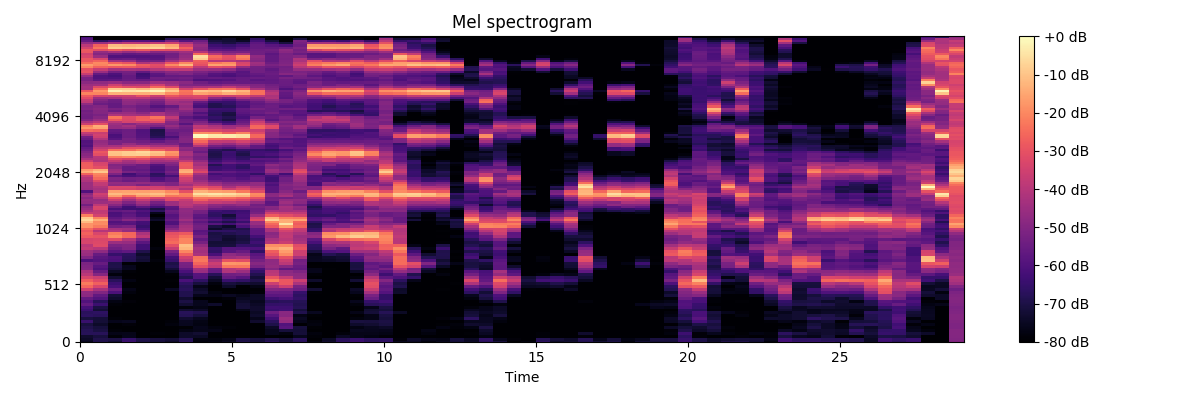 Mel spectrogram
8192
4096
2048
1024
512
0
Hz
0 5 10 15 20 25
Time
+0 dB
-10 dB
-20 dB
-30 dB
-40 dB
-50 dB
-60 dB
-70 dB
-80 dB